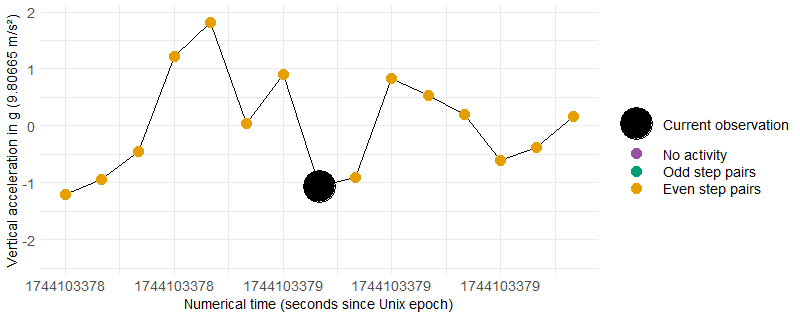 Vertical acceleration in g (9.80665 m/s²)
2
1
0
-1
-2
1744103378 1744103378 1744103379 1744103379 1744103379
Numerical time (seconds since Unix epoch)
Current observation
No activity
Odd step pairs
Even step pairs